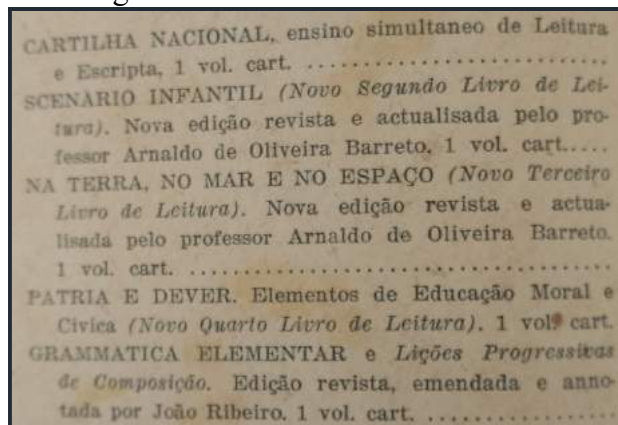 CARTILHA NACIONAL, ensino simultaneo de Leitura
e Escripta, 1 vol. cart. ..............................
SCENARIO INFANTIL (Novo Segundo Livro de Lei-
tura). Nova edição revista e actualisada pelo pro-
fessor Arnaldo de Oliveira Barreto. 1 vol. cart.....
NA TERRA, NO MAR E NO ESPAÇO (Novo Terceiro
Livro de Leitura). Nova edição revista e actua-
lisada pelo professor Arnaldo de Oliveira Barreto.
1 vol. cart. ........................................
PATRIA E DEVER. Elementos de Educação Moral e
Civica (Novo Quarto Livro de Leitura). 1 vol. cart.
GRAMMATICA ELEMENTAR e Lições Progressivas
de Composição. Edição revista, emendada e anno-
tada por João Ribeiro. 1 vol. cart. ..................